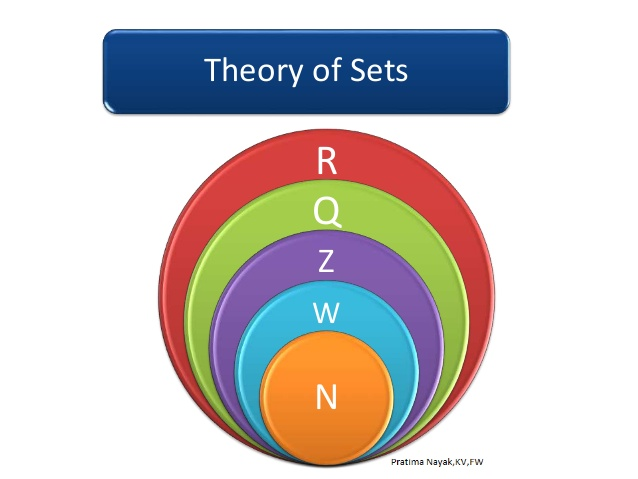 Theory of Sets
R
Q
Z
W
N
Pratima Nayak,KV,FW